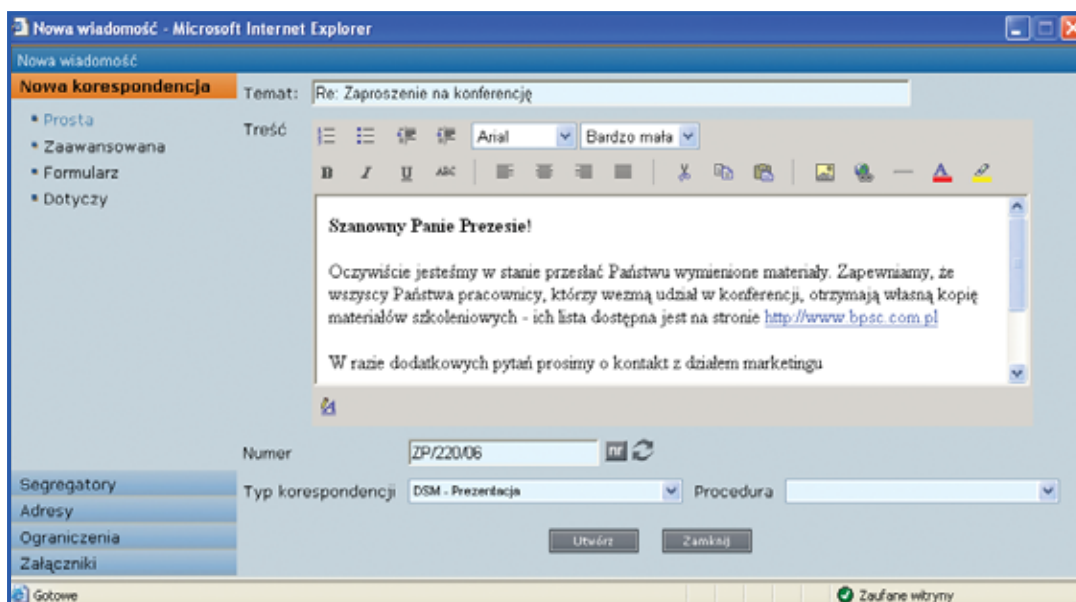 Nowa wiadomość - Microsoft Internet Explorer
Nowa wiadomość
Nowa korespondencja
Prosta
Zaawansowana
Formularz
Dotyczy
Segregatory
Adresy
Ograniczenia
Załączniki
Temat: Re: Zaproszenie na konferencję
Treść
Arial Bardzo mała
B I U ABC
Szanowny Panie Prezesie!
Oczywiście jesteśmy w stanie przesłać Państwu wymienione materiały. Zapewniamy, że
wszyscy Państwa pracownicy, którzy wezmą udział w konferencji, otrzymają własną kopię
materiałów szkoleniowych - ich lista dostępna jest na stronie http://www.bpsc.com.pl
W razie dodatkowych pytań prosimy o kontakt z działem marketingu
Numer ZP/220/06 nr
Typ korespondencji DSM - Prezentacja Procedura
Utwórz Zamknij
Gotowe Zaufane witryny